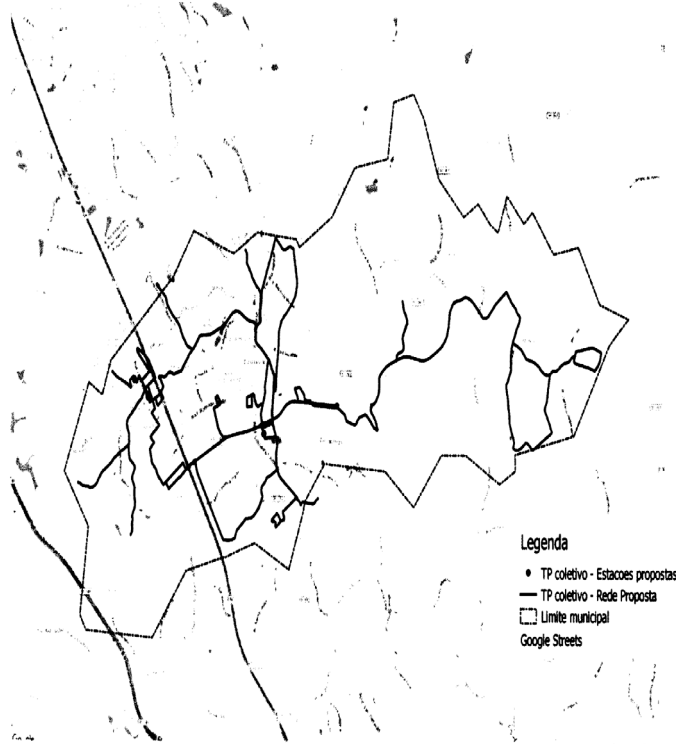 Legenda
TP coletivo - Estacoes propostas
TP coletivo - Rede Proposta
Limite municipal
Google Streets